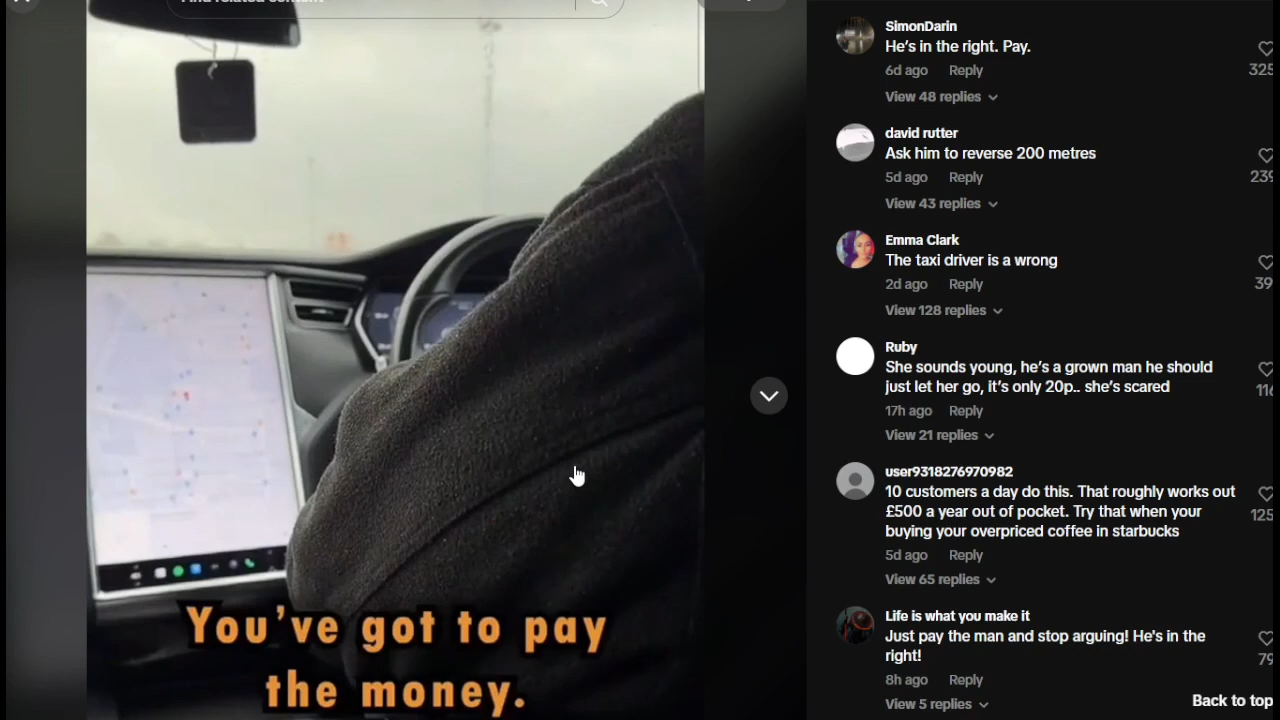 Find related content
You've got to pay
the money.
SimonDarin
He's in the right. Pay.
6d ago Reply
325
View 48 replies
david rutter
Ask him to reverse 200 metres
5d ago Reply
239
View 43 replies
Emma Clark
The taxi driver is a wrong
2d ago Reply
39
View 128 replies
Ruby
She sounds young, he's a grown man he should
just let her go, it's only 20p.. she's scared
17h ago Reply
116
View 21 replies
user9318276970982
10 customers a day do this. That roughly works out
£500 a year out of pocket. Try that when your
buying your overpriced coffee in starbucks
5d ago Reply
125
View 65 replies
Life is what you make it
Just pay the man and stop arguing! He's in the
right!
8h ago Reply
79
View 5 replies
Back to top